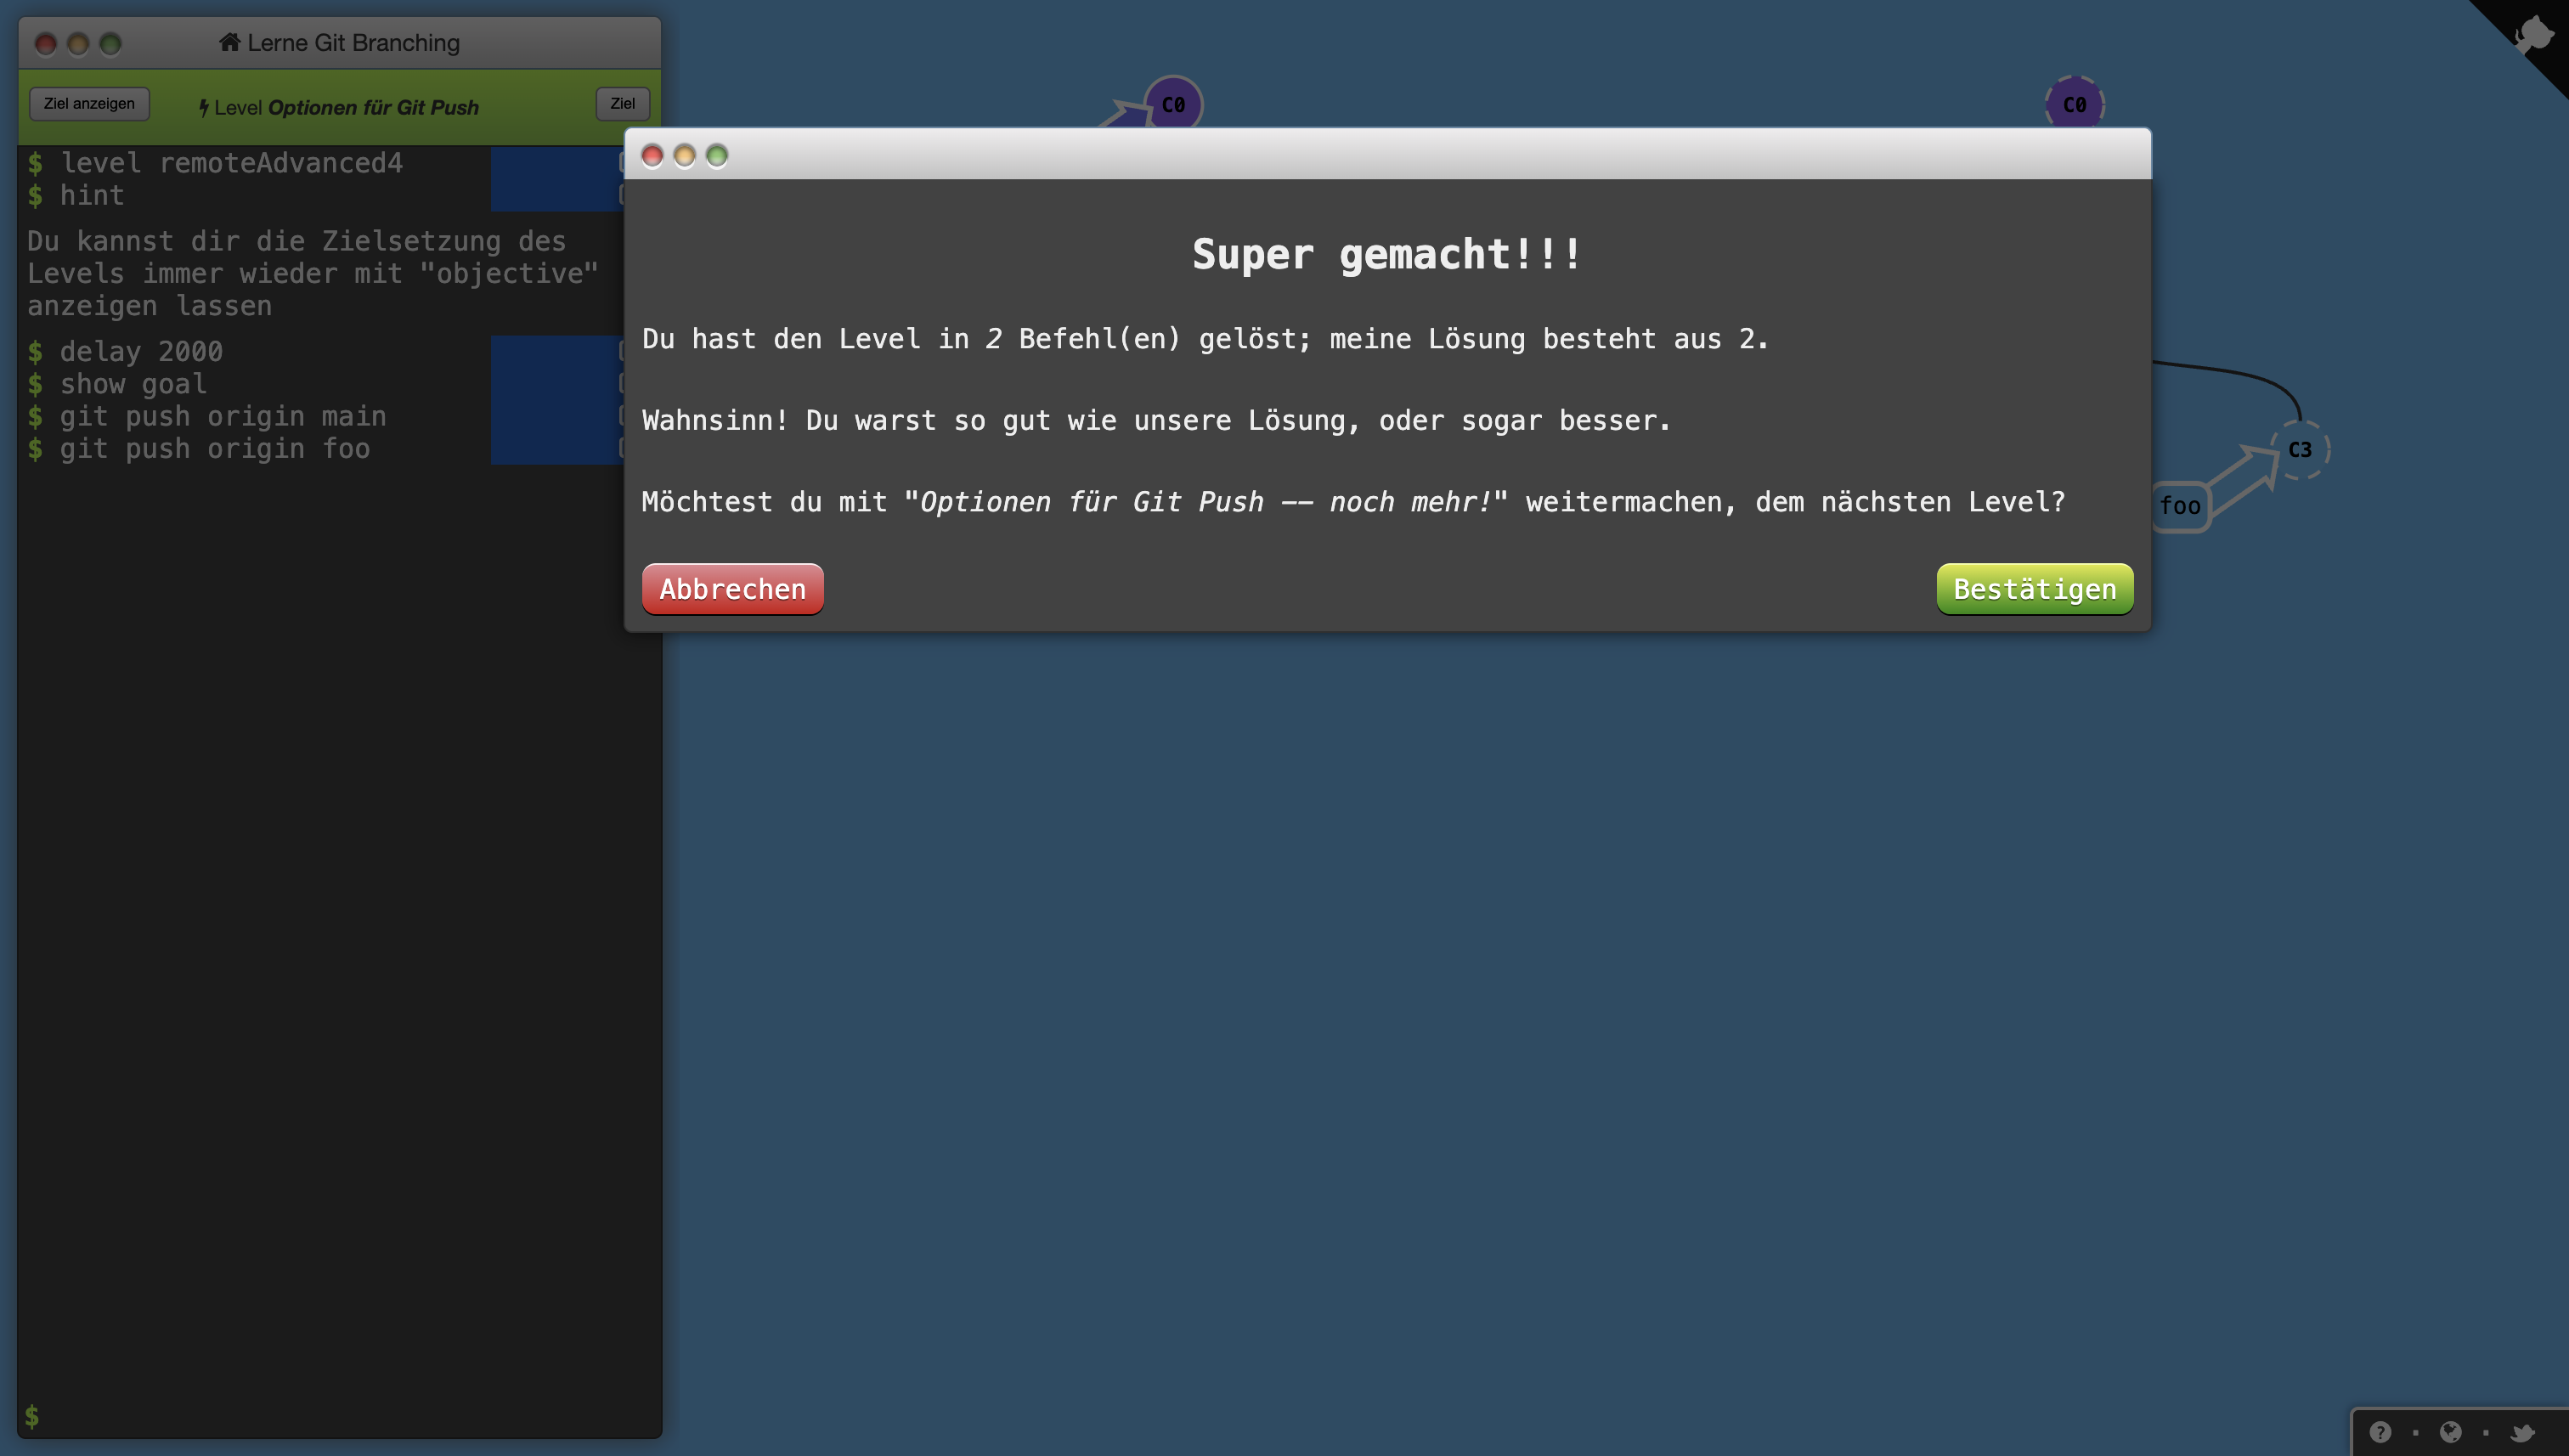 Lerne Git Branching
Ziel anzeigen
Level Optionen für Git Push
Ziel
$ level remoteAdvanced4
$ hint
Du kannst dir die Zielsetzung des
Levels immer wieder mit "objective"
anzeigen lassen
$ delay 2000
$ show goal
$ git push origin main
$ git push origin foo
$
C0
C0
Super gemacht!!!
Du hast den Level in 2 Befehl(en) gelöst; meine Lösung besteht aus 2.
Wahnsinn! Du warst so gut wie unsere Lösung, oder sogar besser.
Möchtest du mit "Optionen für Git Push -- noch mehr!" weitermachen, dem nächsten Level?
Abbrechen
Bestätigen
C3
foo
?